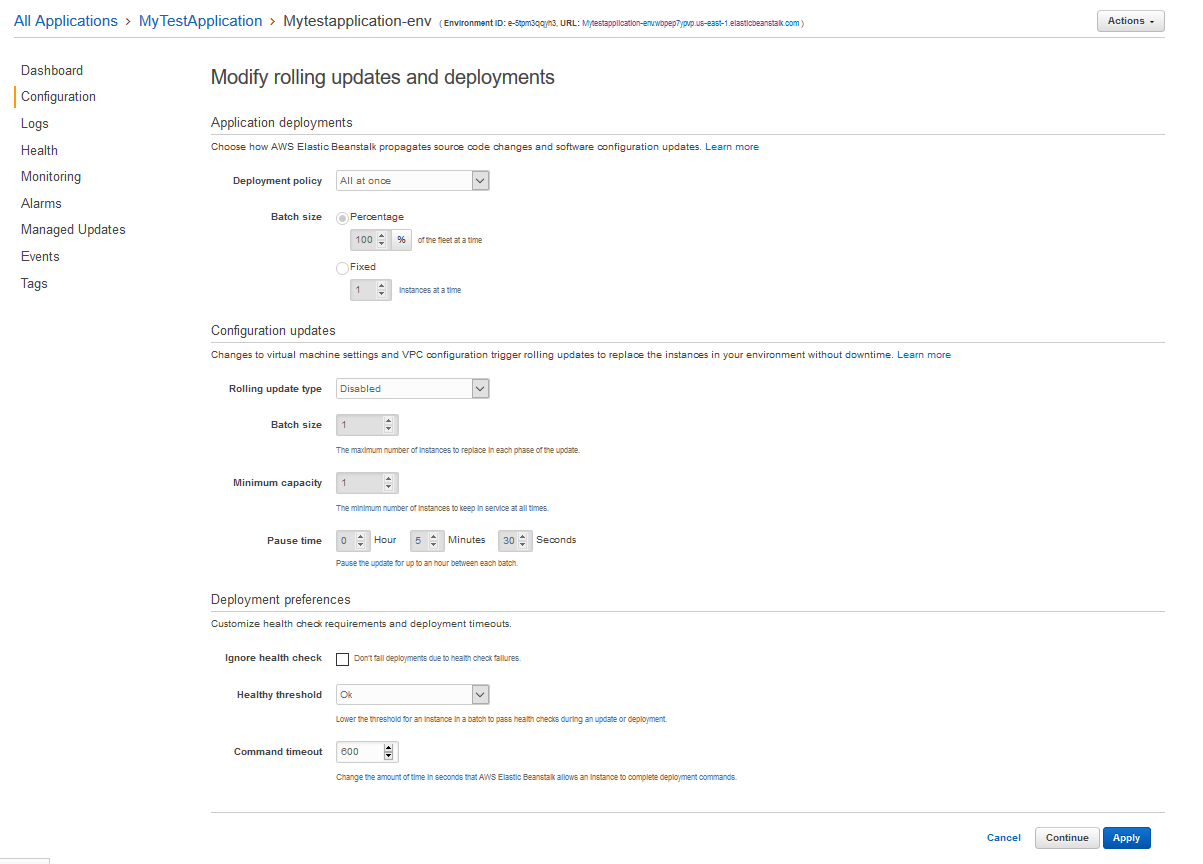 All Applications > MyTestApplication > Mytestapplication-env ( Environment ID: e-5tpm3qqyh3, URL: Mytestapplication-env.wbpep7ypvp.us-east-1.elasticbeanstalk.com )
Actions
Dashboard
Configuration
Logs
Health
Monitoring
Alarms
Managed Updates
Events
Tags
Modify rolling updates and deployments
Application deployments
Choose how AWS Elastic Beanstalk propagates source code changes and software configuration updates. Learn more
Deployment policy All at once
Batch size Percentage
100 % of the fleet at a time
Fixed
1 instances at a time
Configuration updates
Changes to virtual machine settings and VPC configuration trigger rolling updates to replace the instances in your environment without downtime. Learn more
Rolling update type Disabled
Batch size 1
The maximum number of instances to replace in each phase of the update.
Minimum capacity 1
The minimum number of instances to keep in service at all times.
Pause time 0 Hour 5 Minutes 30 Seconds
Pause the update for up to an hour between each batch.
Deployment preferences
Customize health check requirements and deployment timeouts.
Ignore health check Don't fail deployments due to health check failures.
Healthy threshold Ok
Lower the threshold for an instance in a batch to pass health checks during an update or deployment.
Command timeout 600
Change the amount of time in seconds that AWS Elastic Beanstalk allows an instance to complete deployment commands.
Cancel Continue Apply